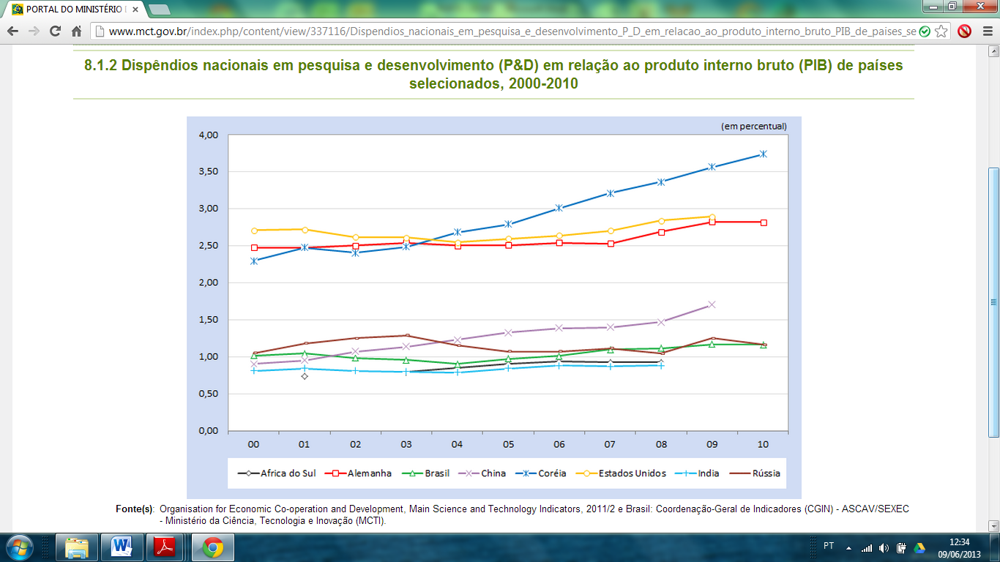 PORTAL DO MINISTÉRIO
www.mct.gov.br/index.php/content/view/337116/Dispendios_nacionais_em_pesquisa_e_desenvolvimento_P_D_em_relacao_ao_produto_interno_bruto_PIB_de_paises_se
8.1.2 Dispêndios nacionais em pesquisa e desenvolvimento (P&D) em relação ao produto interno bruto (PIB) de países
selecionados, 2000-2010
(em percentual)
4,00
3,50
3,00
2,50
2,00
1,50
1,00
0,50
0,00
00 01 02 03 04 05 06 07 08 09 10
Africa do Sul Alemanha Brasil China Coréia Estados Unidos India Rússia
Fonte(s): Organisation for Economic Co-operation and Development, Main Science and Technology Indicators, 2011/2 e Brasil: Coordenação-Geral de Indicadores (CGIN) - ASCAV/SEXEC
- Ministério da Ciência, Tecnologia e Inovação (MCTI).
PT
12:34
09/06/2013